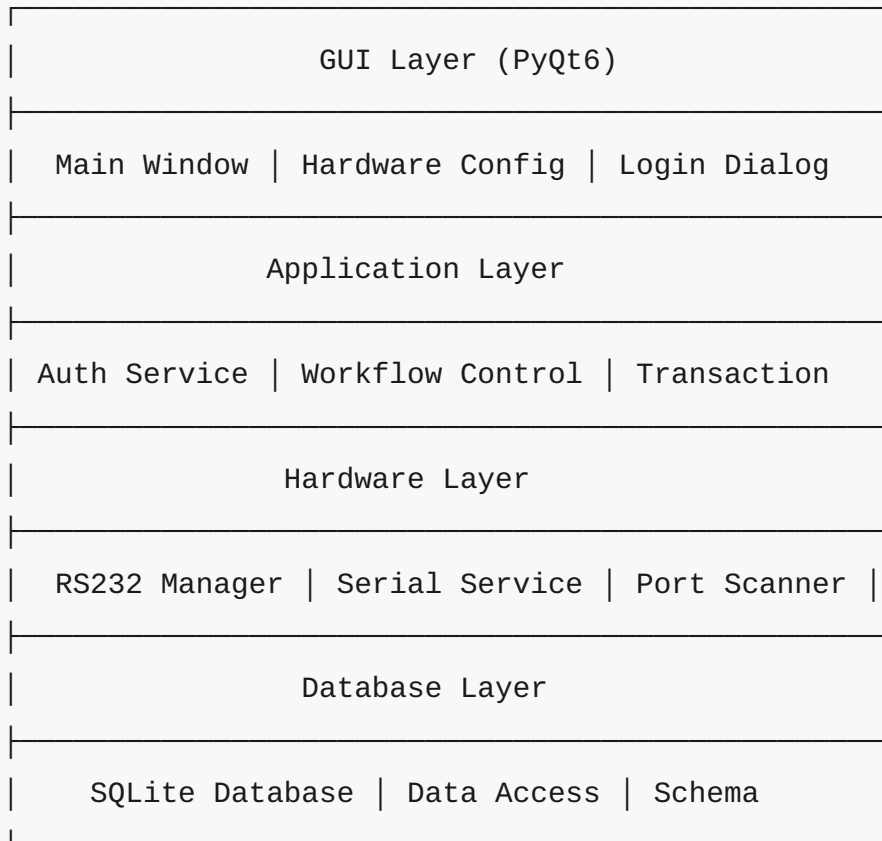 GUI Layer (PyQt6)
Main Window │ Hardware Config │ Login Dialog
Application Layer
Auth Service │ Workflow Control │ Transaction
Hardware Layer
RS232 Manager │ Serial Service │ Port Scanner │
Database Layer
SQLite Database │ Data Access │ Schema